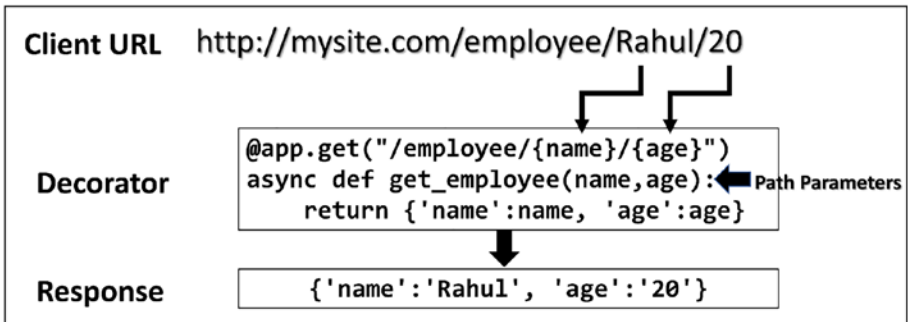 Client URL http://mysite.com/employee/Rahul/20
@app.get("/employee/{name}/{age}")
Decorator async def get_employee(name,age): Path Parameters
return {'name':name, 'age':age}
Response {'name':'Rahul', 'age':'20'}